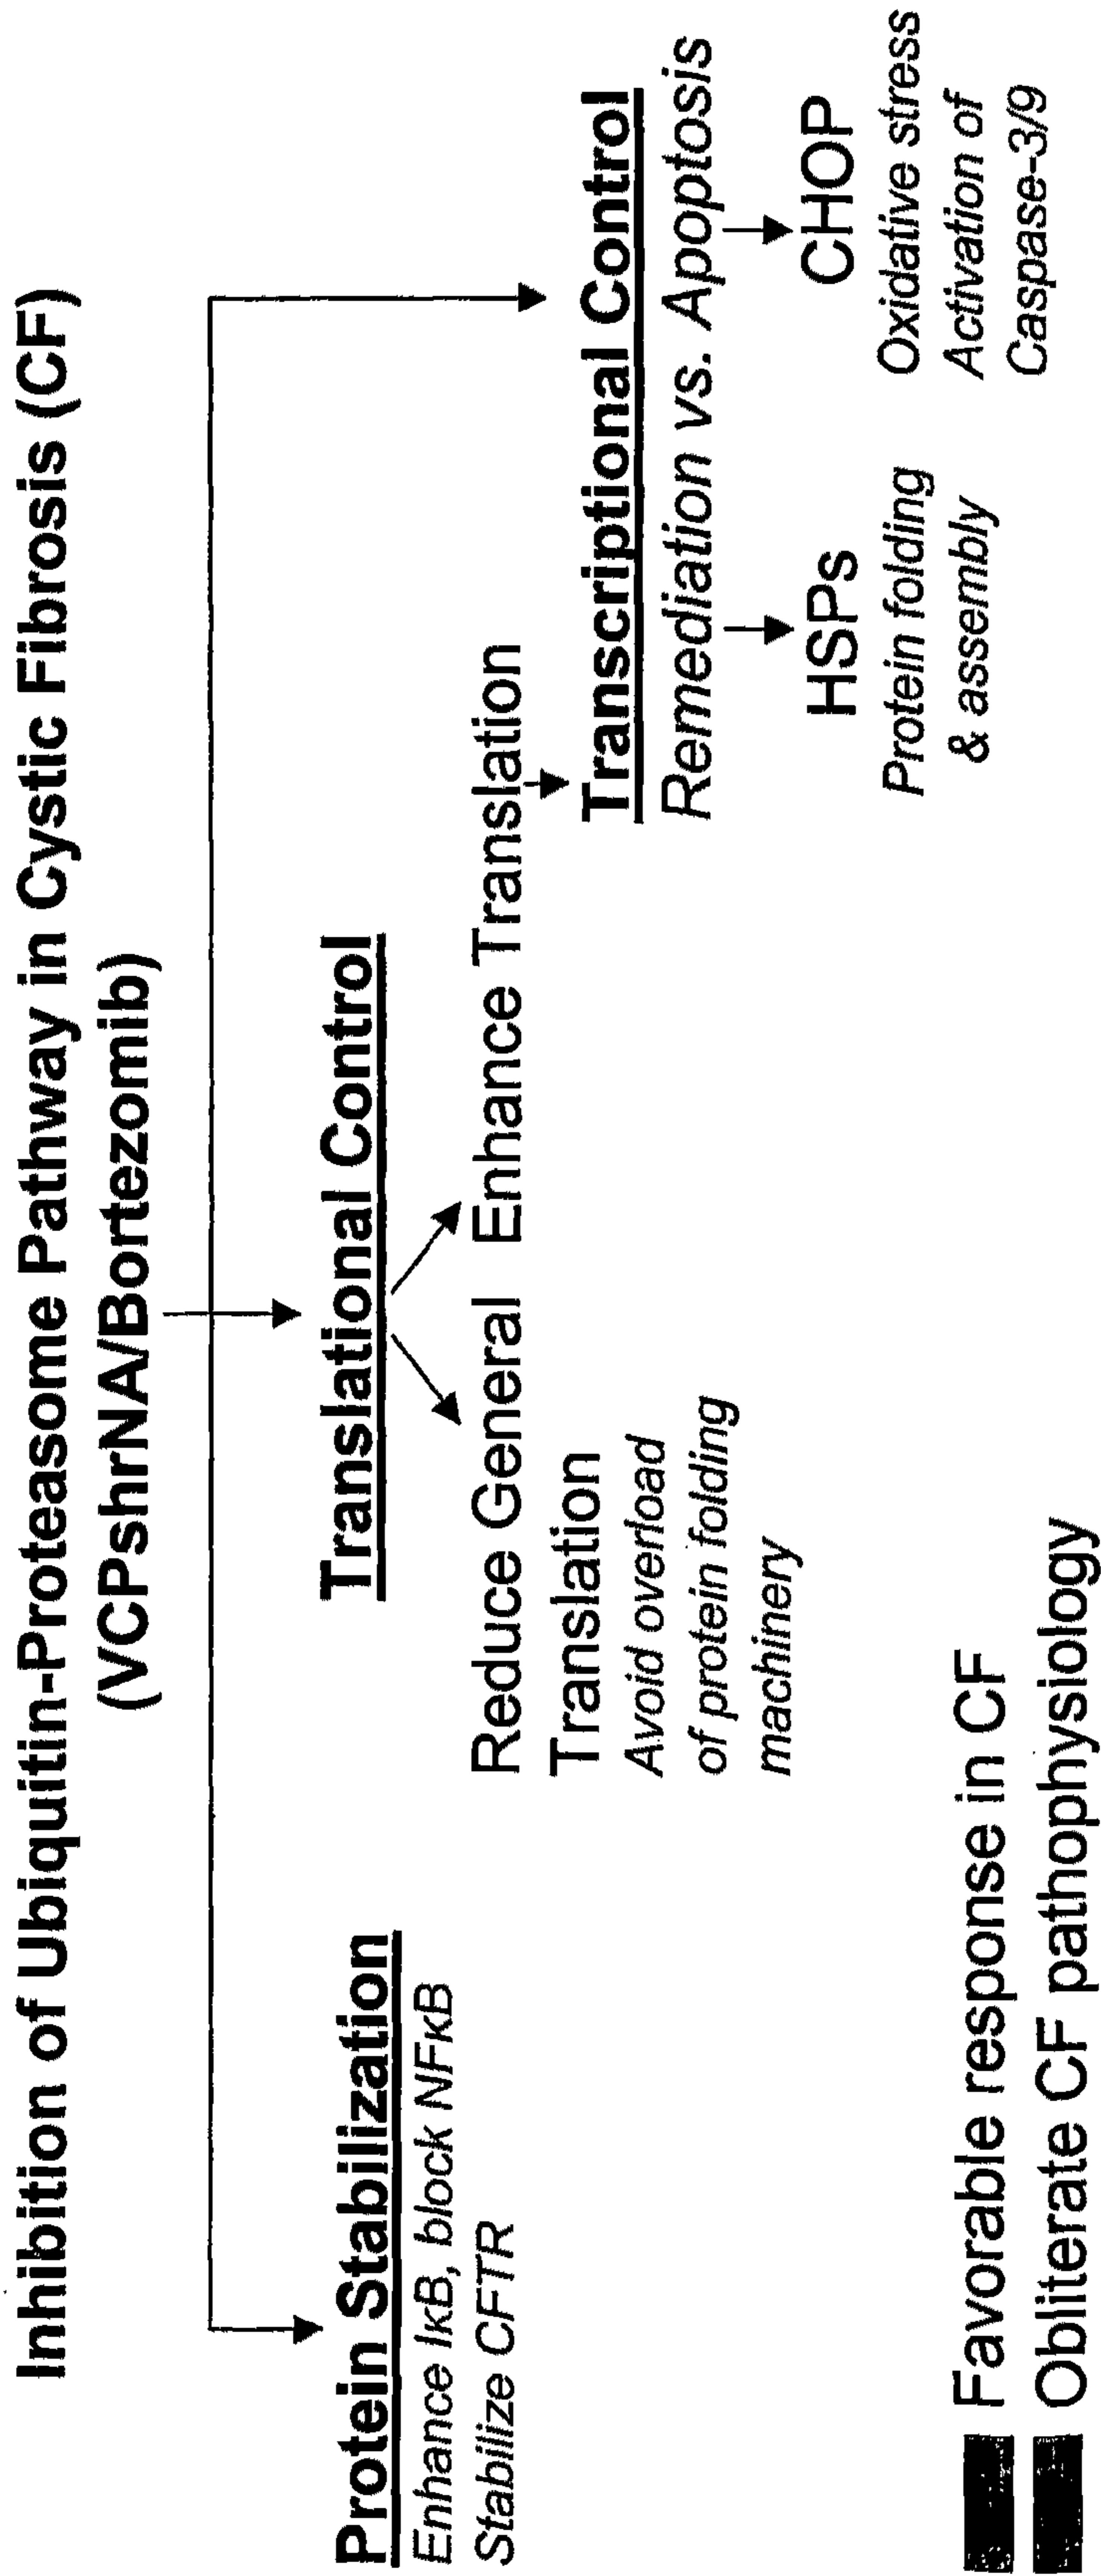 Inhibition of Ubiquitin-Proteasome Pathway in Cystic Fibrosis (CF)
(VCPshrNA/Bortezomib)
Protein Stabilization
Enhance IκB, block NFκB
Stabilize CFTR
Translational Control
Reduce General
Translation
Avoid overload
of protein folding
machinery
Enhance Translation
Transcriptional Control
Remediation vs. Apoptosis
HSPs
Protein folding
& assembly
CHOP
Oxidative stress
Activation of
Caspase-3/9
Favorable response in CF
Obliterate CF pathophysiology